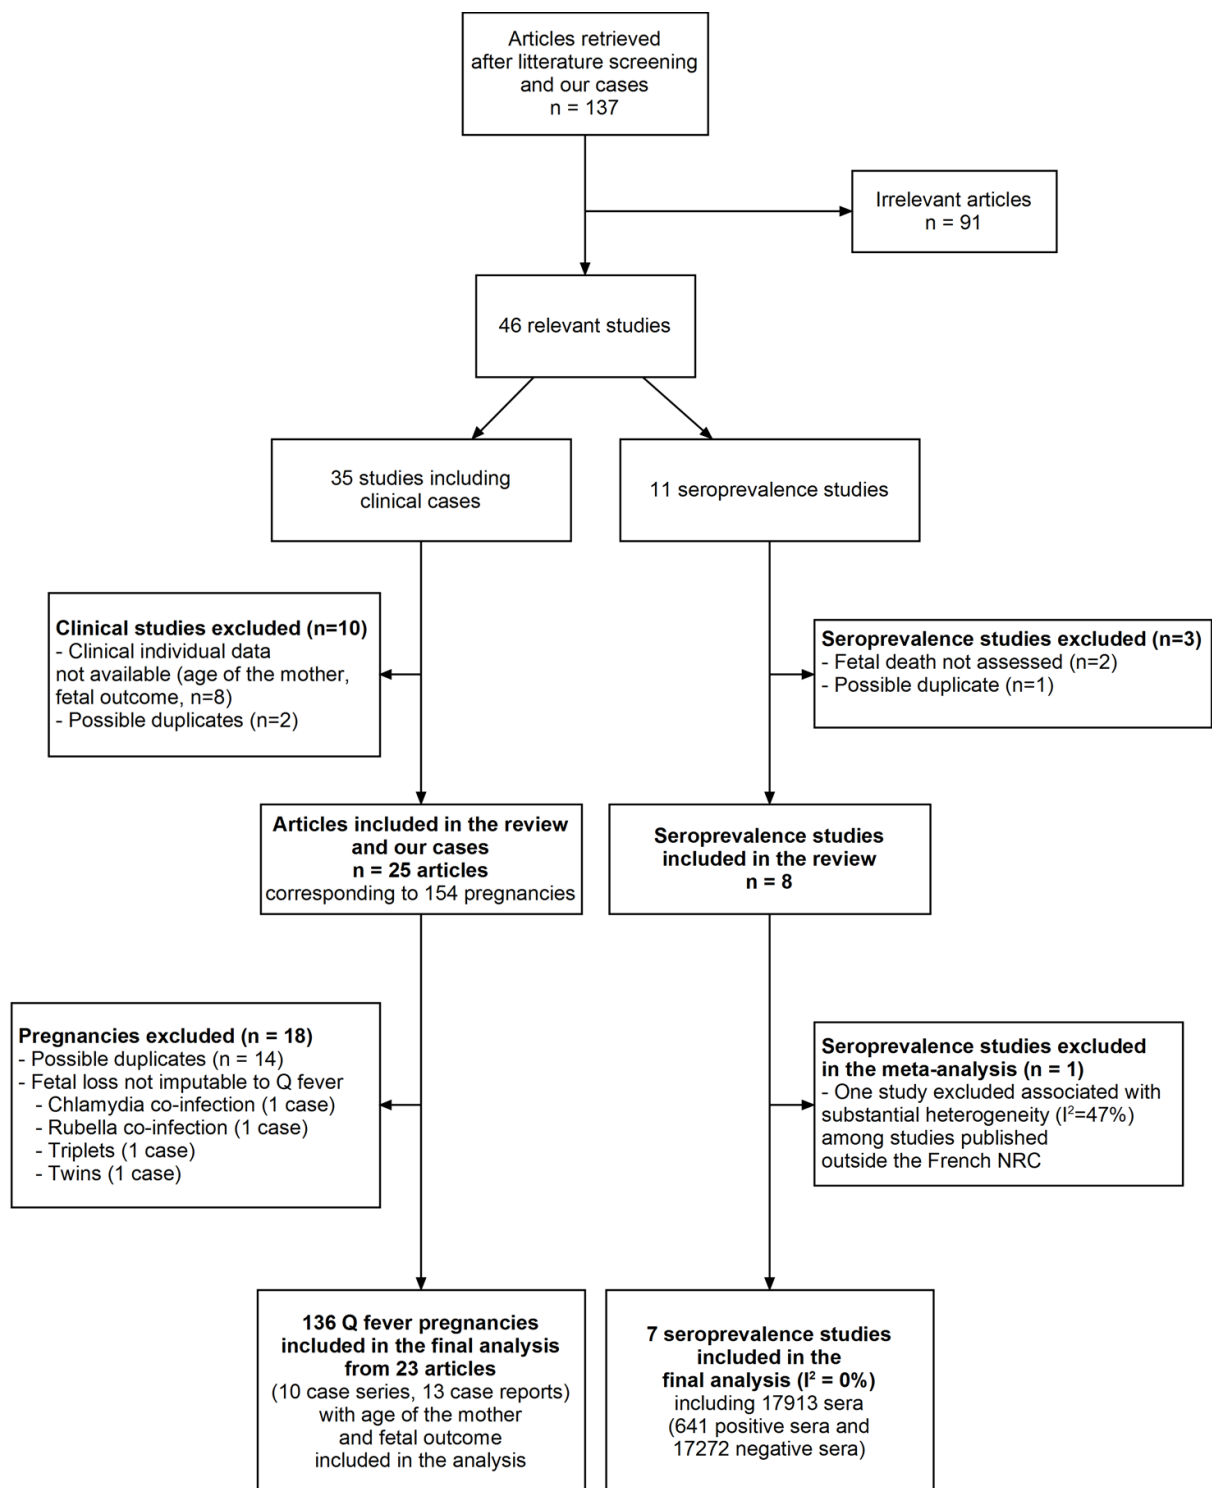 Articles retrieved
after litterature screening
and our cases
n = 137
Irrelevant articles
n = 91
46 relevant studies
35 studies including
clinical cases
11 seroprevalence studies
Clinical studies excluded (n=10)
- Clinical individual data
not available (age of the mother,
fetal outcome, n=8)
- Possible duplicates (n=2)
Seroprevalence studies excluded (n=3)
- Fetal death not assessed (n=2)
- Possible duplicate (n=1)
Articles included in the review
and our cases
n = 25 articles
corresponding to 154 pregnancies
Seroprevalence studies
included in the review
n = 8
Pregnancies excluded (n = 18)
- Possible duplicates (n = 14)
- Fetal loss not imputable to Q fever
- Chlamydia co-infection (1 case)
- Rubella co-infection (1 case)
- Triplets (1 case)
- Twins (1 case)
Seroprevalence studies excluded
in the meta-analysis (n = 1)
- One study excluded associated with
substantial heterogeneity (I²=47%)
among studies published
outside the French NRC
136 Q fever pregnancies
included in the final analysis
from 23 articles
(10 case series, 13 case reports)
with age of the mother
and fetal outcome
included in the analysis
7 seroprevalence studies
included in the
final analysis (I² = 0%)
including 17913 sera
(641 positive sera and
17272 negative sera)